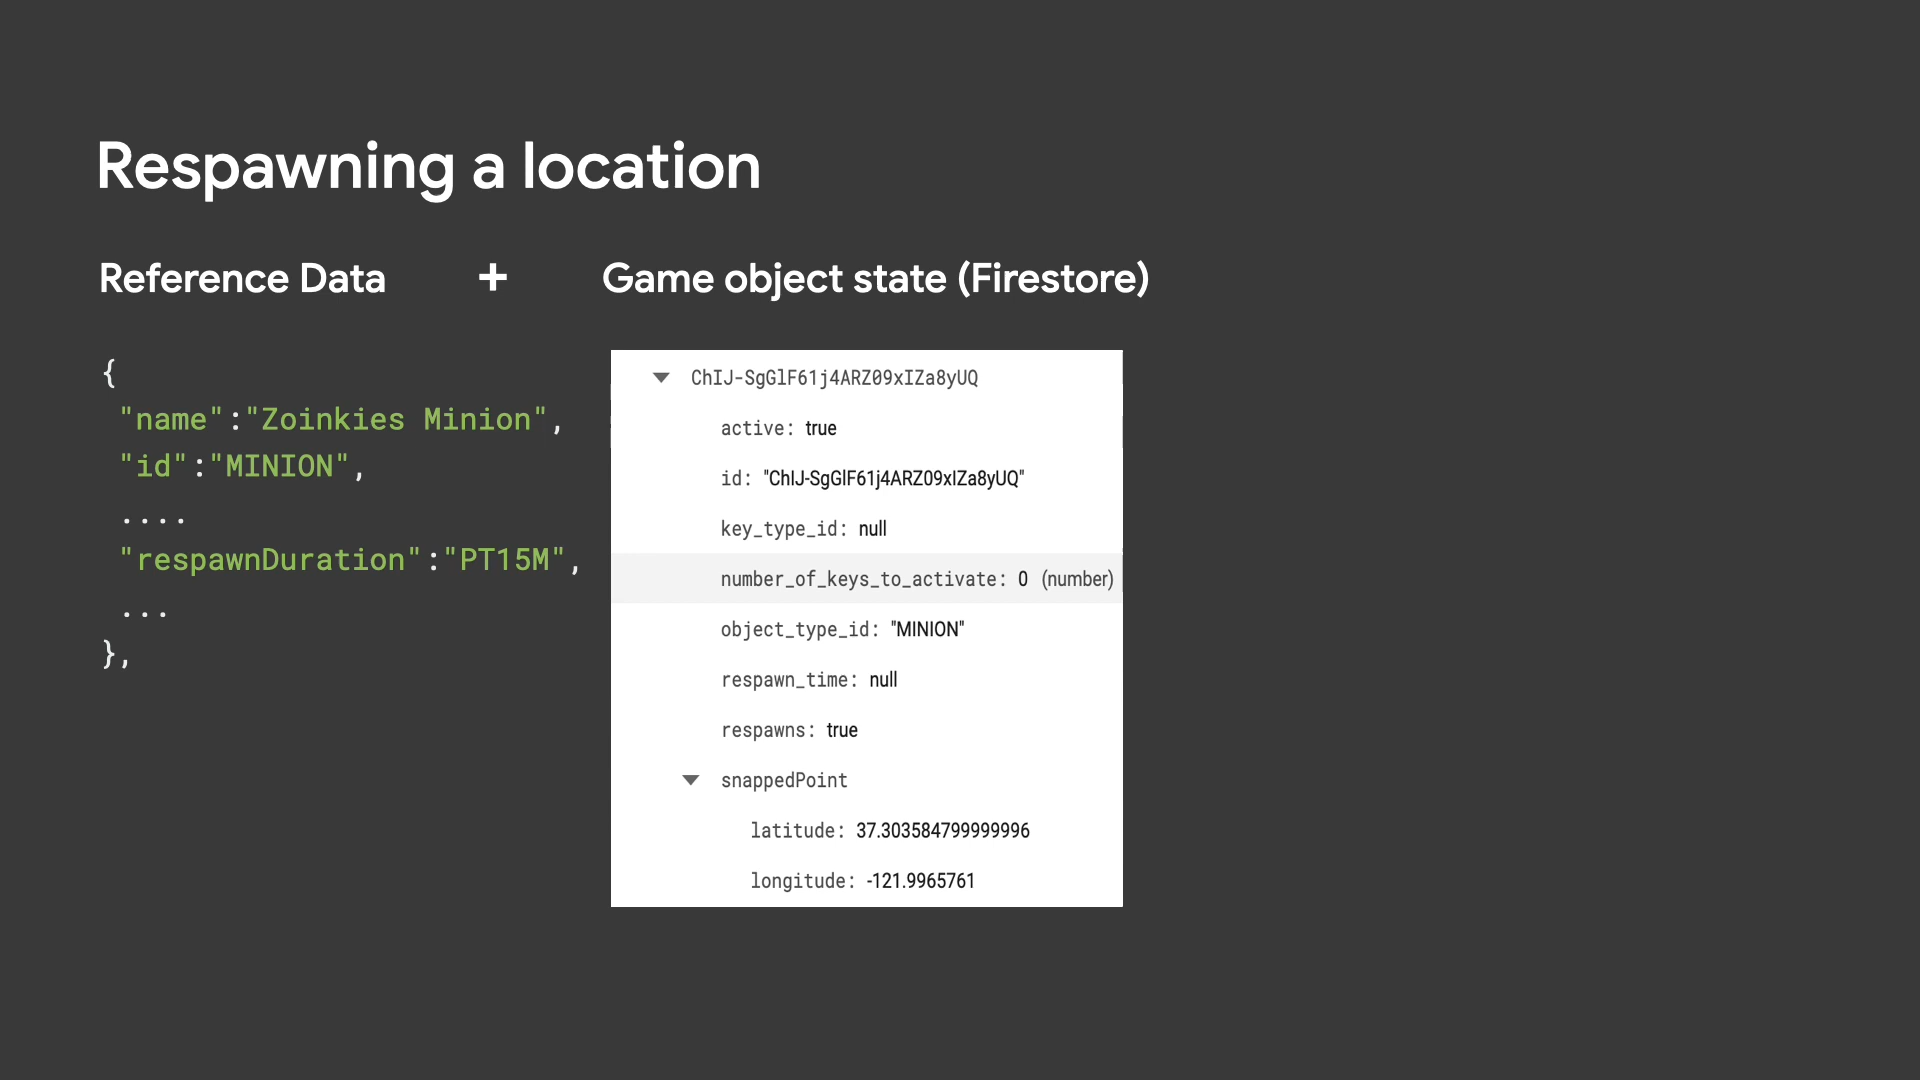 Respawning a location
Reference Data + Game object state (Firestore)
{
"name":"Zoinkies Minion",
"id":"MINION",
....
"respawnDuration":"PT15M",
...
},
ChIJ-SgGlF61j4ARZ09xIZa8yUQ
active: true
id: "ChIJ-SgGlF61j4ARZ09xIZa8yUQ"
key_type_id: null
number_of_keys_to_activate: 0 (number)
object_type_id: "MINION"
respawn_time: null
respawns: true
snappedPoint
latitude: 37.303584799999996
longitude: -121.9965761